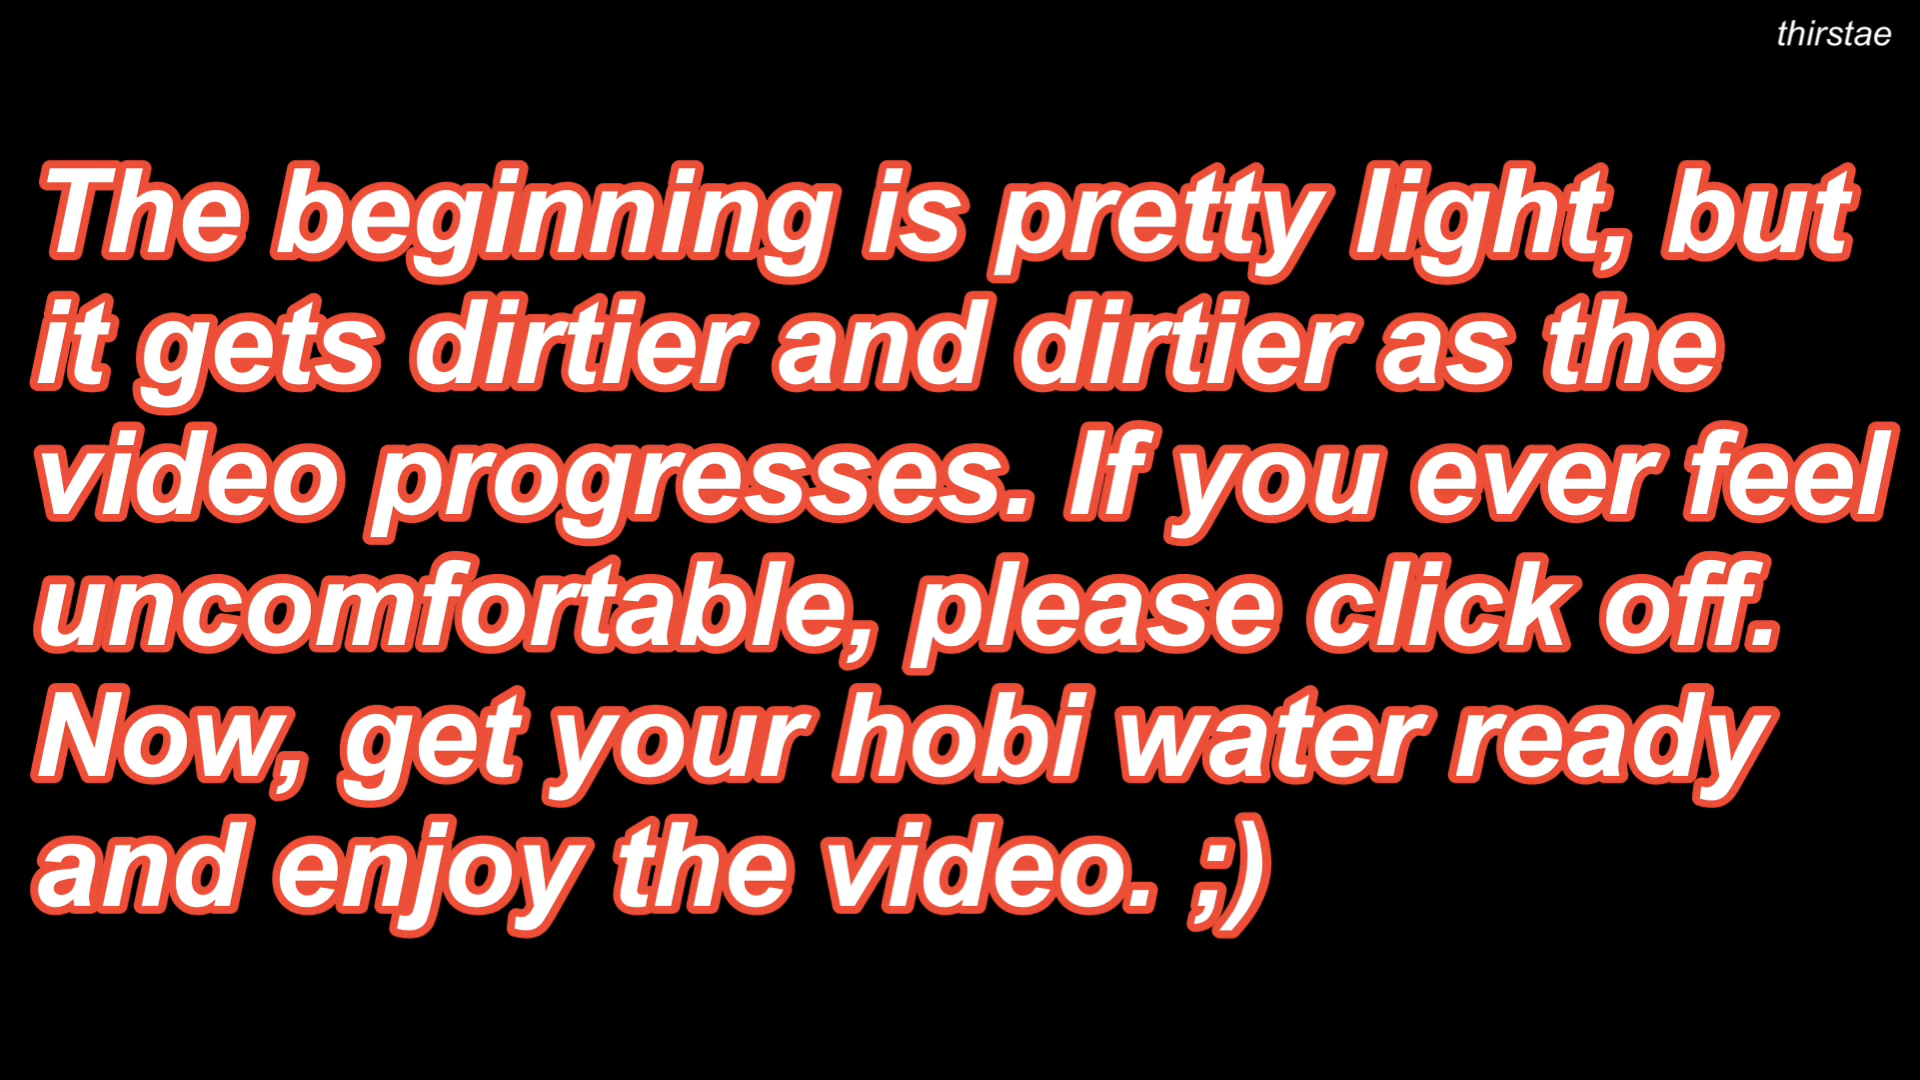 thirstae
The beginning is pretty light, but
it gets dirtier and dirtier as the
video progresses. If you ever feel
uncomfortable, please click off.
Now, get your hobi water ready
and enjoy the video. ;)